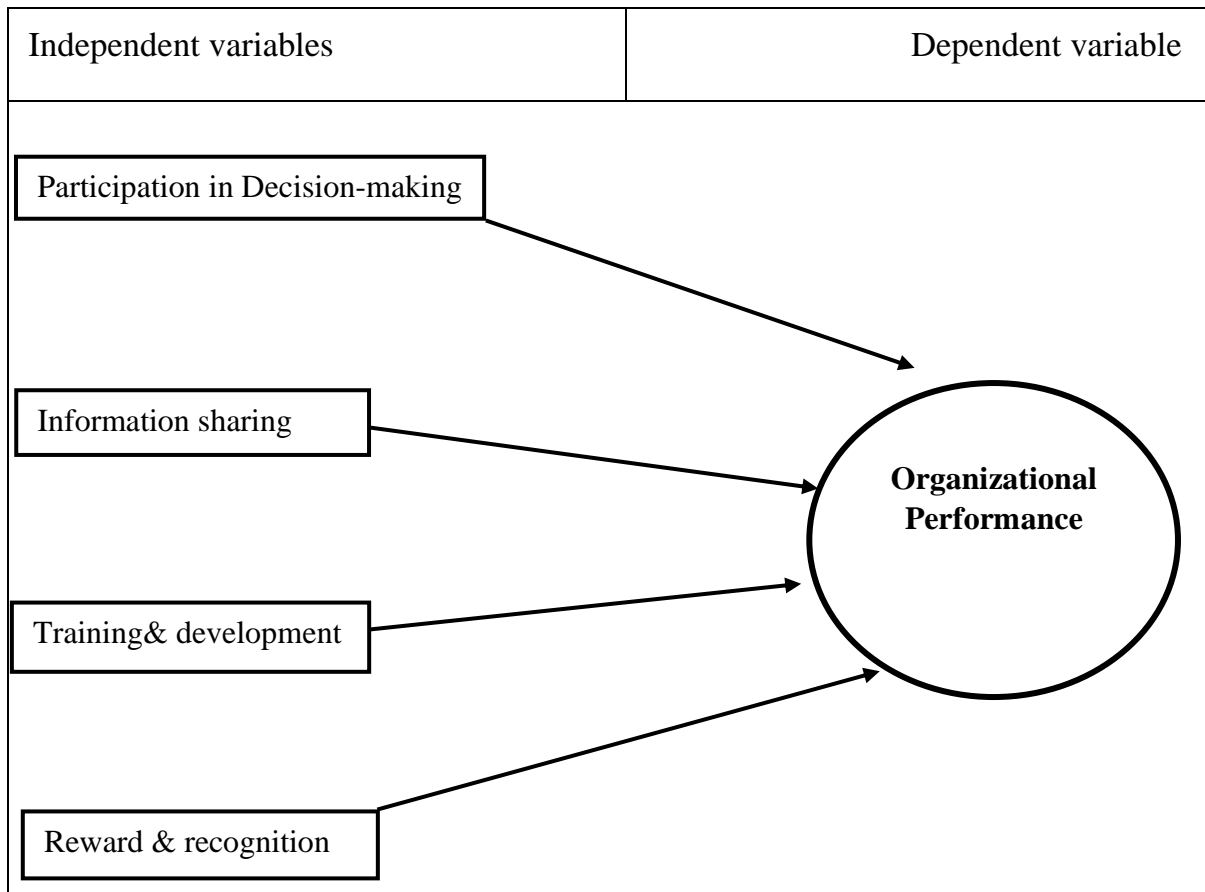 Independent variables
Dependent variable
Participation in Decision-making
Information sharing
Organizational
Performance
Training& development
Reward & recognition